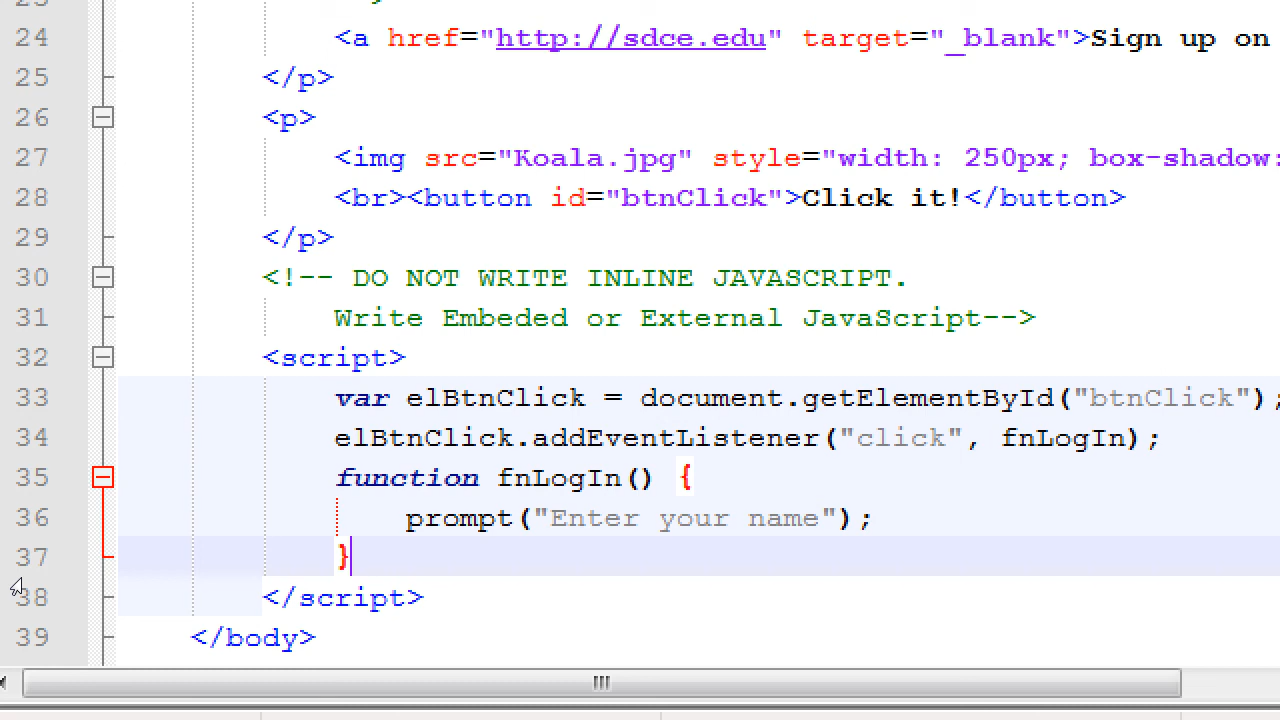 24 <a href="http://sdce.edu" target="_blank">Sign up on
25 </p>
26 <p>
27 <img src="Koala.jpg" style="width: 250px; box-shadow:
28 <br><button id="btnClick">Click it!</button>
29 </p>
30 <!-- DO NOT WRITE INLINE JAVASCRIPT.
31 Write Embeded or External JavaScript-->
32 <script>
33 var elBtnClick = document.getElementById("btnClick");
34 elBtnClick.addEventListener("click", fnLogIn);
35 function fnLogIn() {
36 prompt("Enter your name");
37 }
38 </script>
39 </body>